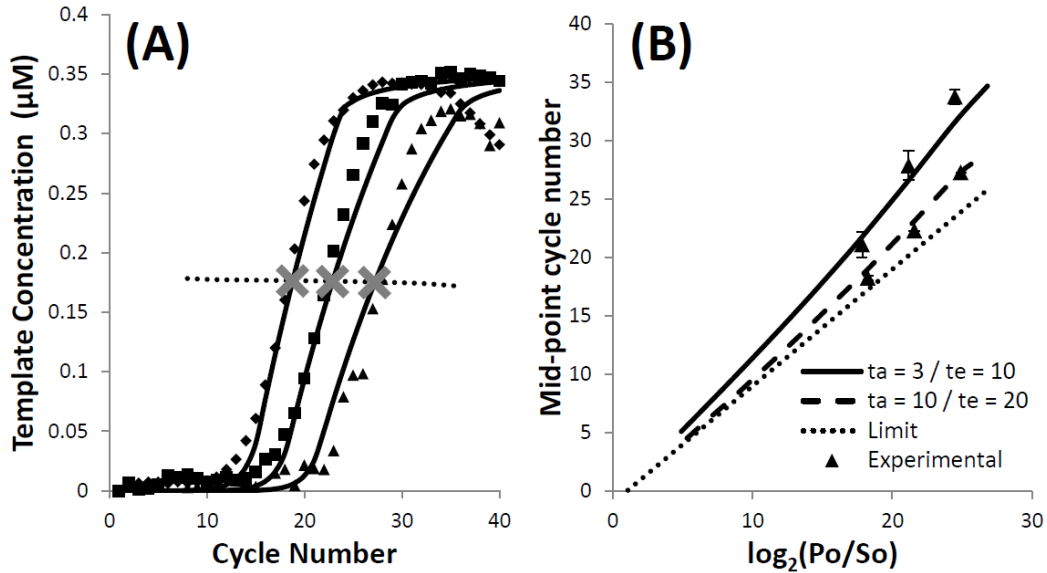 (A)
Template Concentration (µM)
0.4
0.35
0.3
0.25
0.2
0.15
0.1
0.05
0
0 10 20 30 40
Cycle Number
(B)
Mid-point cycle number
40
35
30
25
20
15
10
5
0
ta = 3 / te = 10
ta = 10 / te = 20
Limit
Experimental
0 10 20 30
log₂(Po/So)